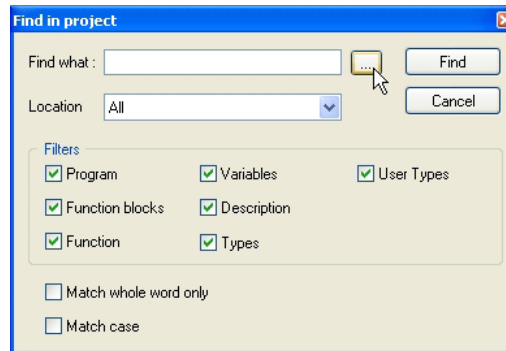 Find in project
Find what :
...
Find
Location
All
Cancel
Filters
Program
Variables
User Types
Function blocks
Description
Function
Types
Match whole word only
Match case